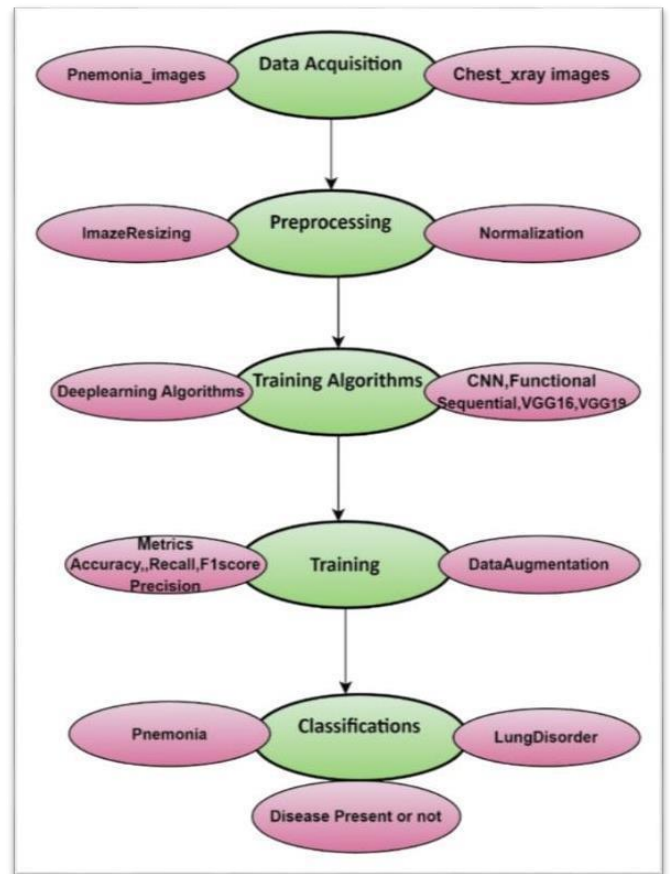 Pnemonia_images
Data Acquisition
Chest_xray images
ImazeResizing
Preprocessing
Normalization
Deeplearning Algorithms
Training Algorithms
CNN,Functional
Sequential,VGG16,VGG19
Metrics
Accuracy,,Recall,F1score
Precision
Training
DataAugmentation
Pnemonia
Classifications
LungDisorder
Disease Present or not